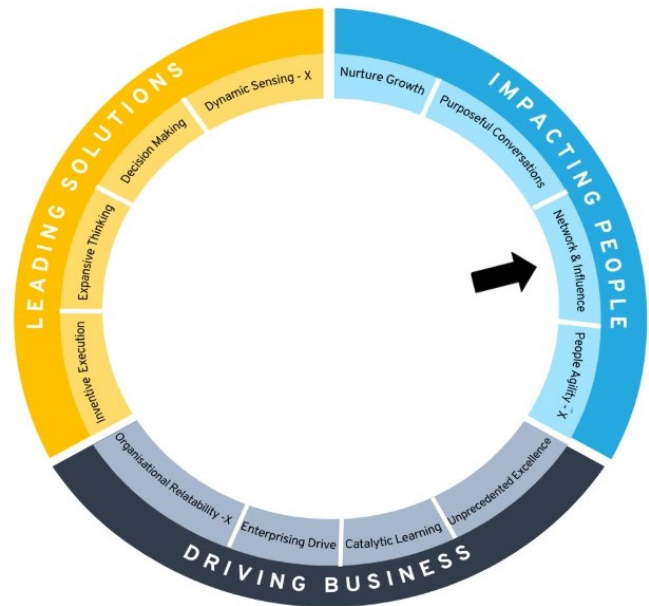 LEADING SOLUTIONS
Inventive Execution
Expansive Thinking
Decision Making
Dynamic Sensing - X
IMPACTING PEOPLE
Nurture Growth
Purposeful Conversations
Network & Influence
People Agility - X
DRIVING BUSINESS
Organisational Relatability -X
Enterprising Drive
Catalytic Learning
Unprecedented Excellence